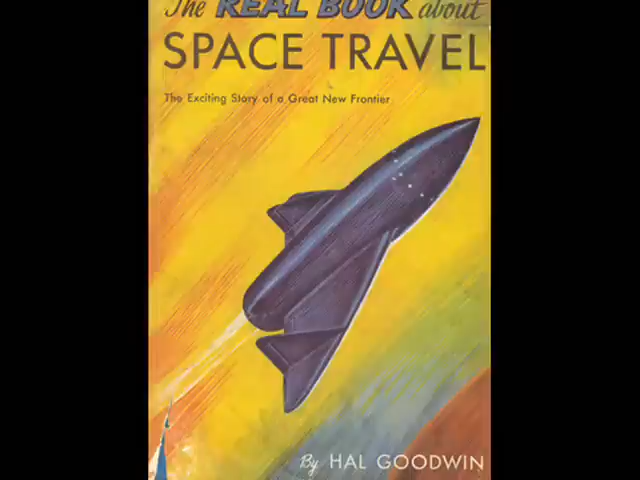 The REAL BOOK about
SPACE TRAVEL
The Exciting Story of a Great New Frontier
By HAL GOODWIN